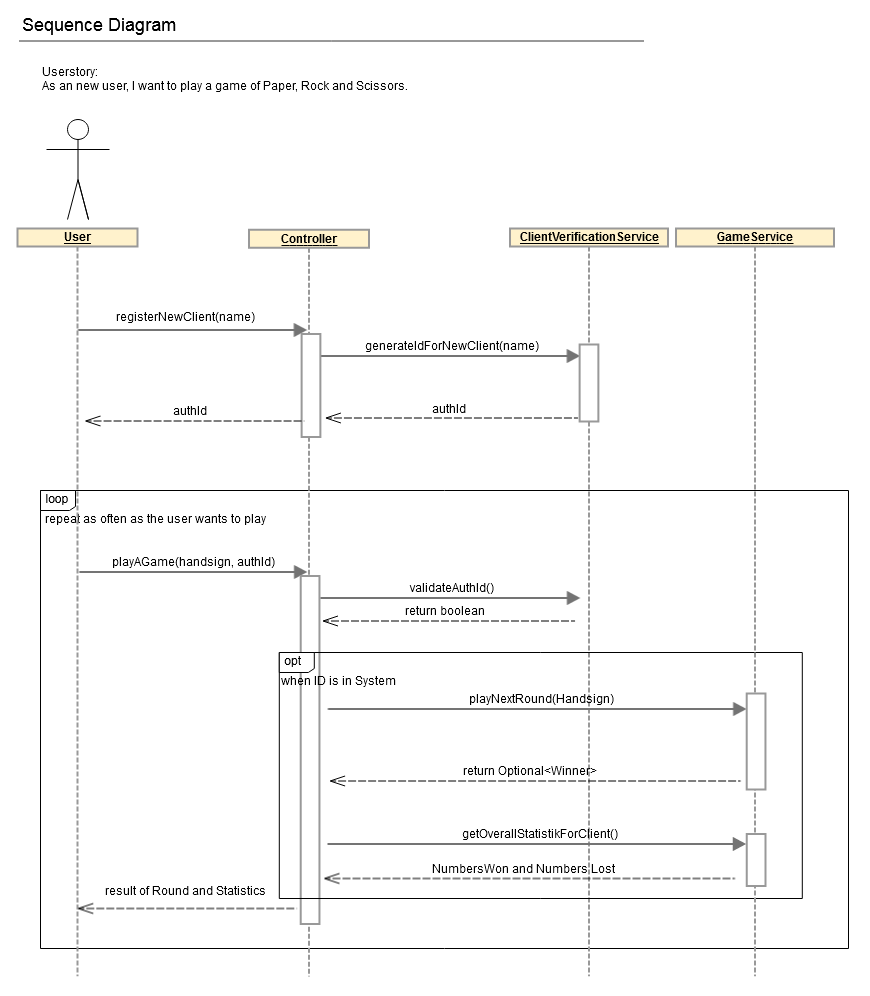 Sequence Diagram
Userstory:
As an new user, I want to play a game of Paper, Rock and Scissors.
User
Controller
ClientVerificationService
GameService
registerNewClient(name)
generateIdForNewClient(name)
authId
authId
loop
repeat as often as the user wants to play
playAGame(handsign, authId)
validateAuthId()
return boolean
opt
when ID is in System
playNextRound(Handsign)
return Optional<Winner>
getOverallStatistikForClient()
NumbersWon and Numbers Lost
result of Round and Statistics